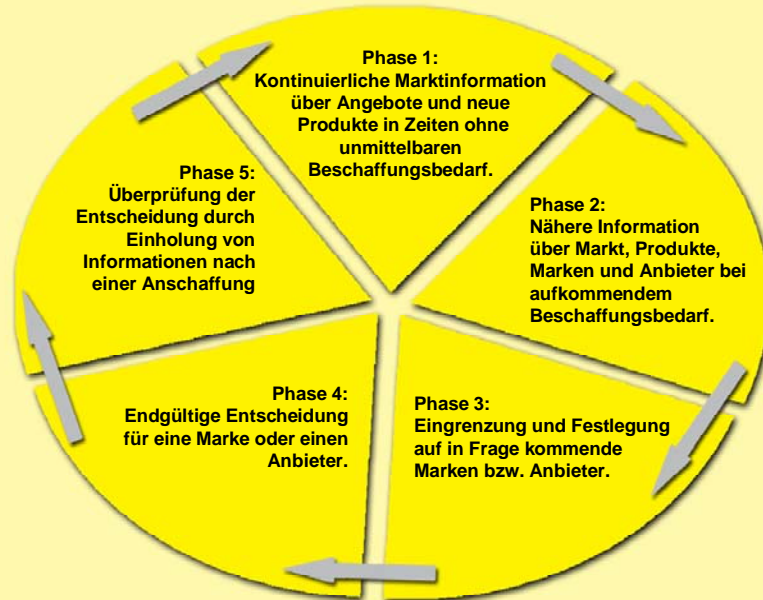 Phase 1:
Kontinuierliche Marktinformation
über Angebote und neue
Produkte in Zeiten ohne
unmittelbaren
Beschaffungsbedarf.
Phase 2:
Nähere Information
über Markt, Produkte,
Marken und Anbieter bei
aufkommendem
Beschaffungsbedarf.
Phase 3:
Eingrenzung und Festlegung
auf in Frage kommende
Marken bzw. Anbieter.
Phase 4:
Endgültige Entscheidung
für eine Marke oder einen
Anbieter.
Phase 5:
Überprüfung der
Entscheidung durch
Einholung von
Informationen nach
einer Anschaffung